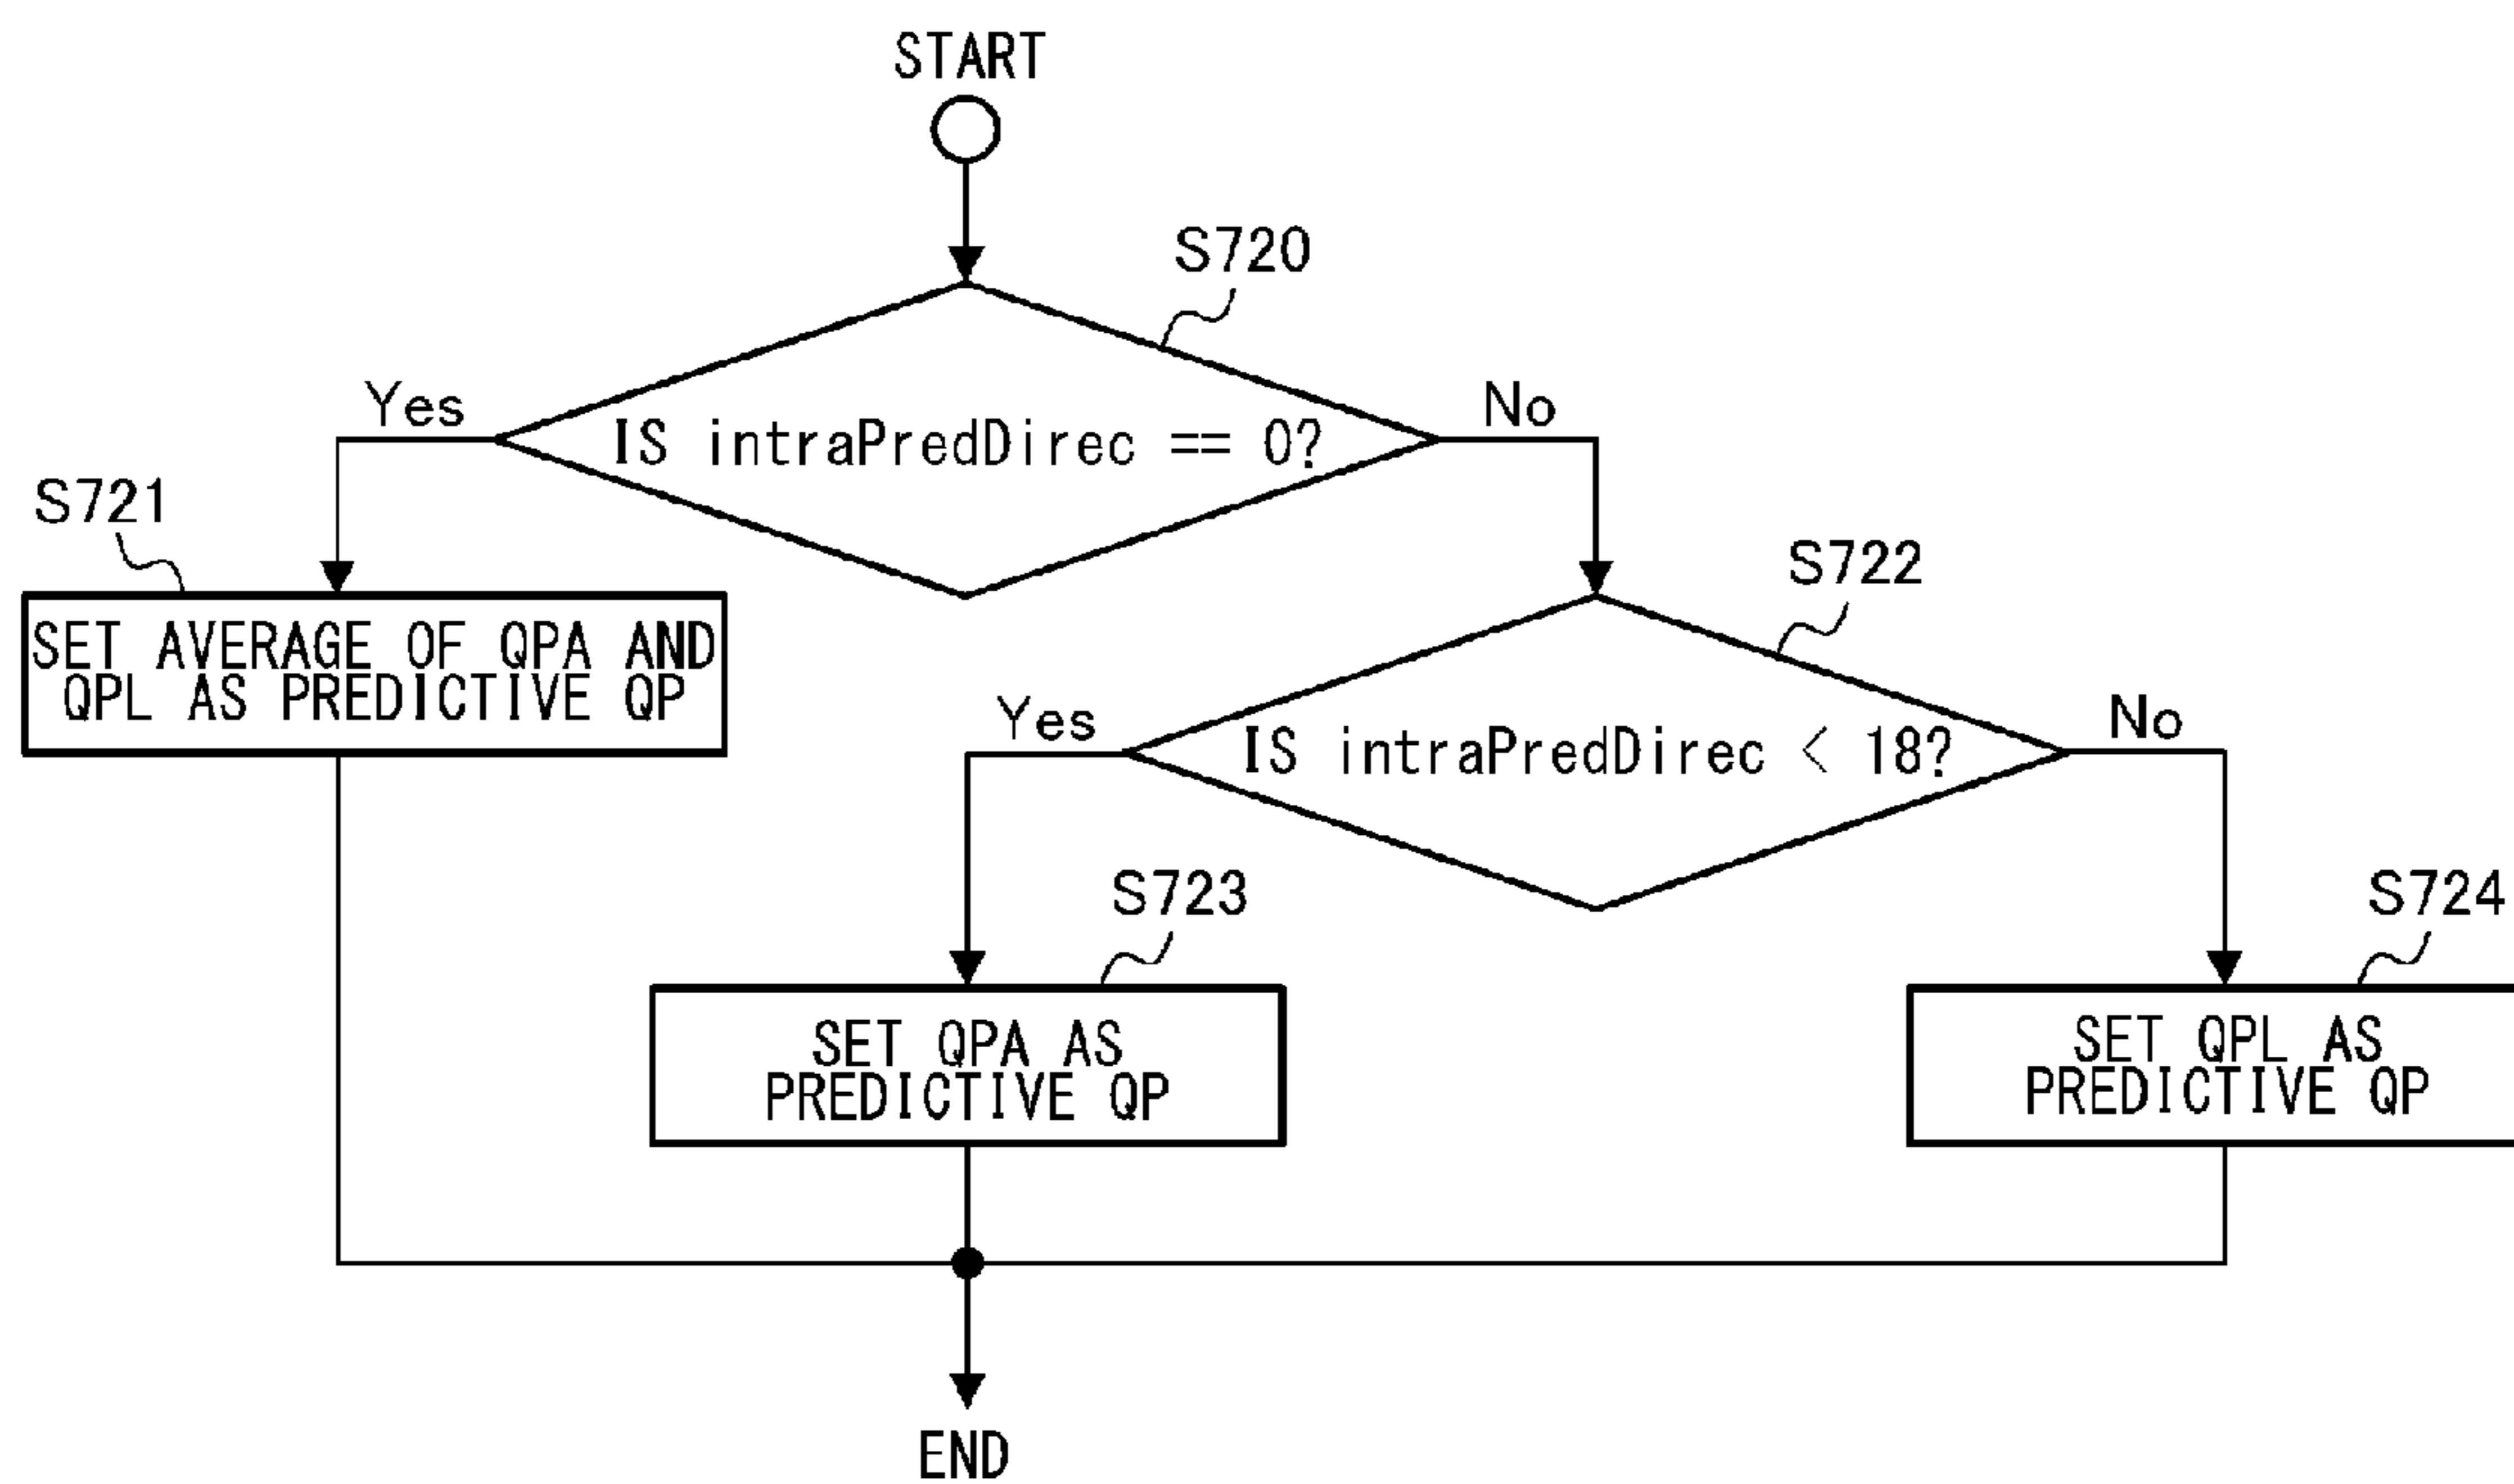 START
S720
Yes
No
IS intraPredDirec == 0?
S721
S722
SET AVERAGE OF QPA AND
QPL AS PREDICTIVE QP
Yes
No
IS intraPredDirec < 18?
S723
S724
SET QPA AS
PREDICTIVE QP
SET QPL AS
PREDICTIVE QP
END